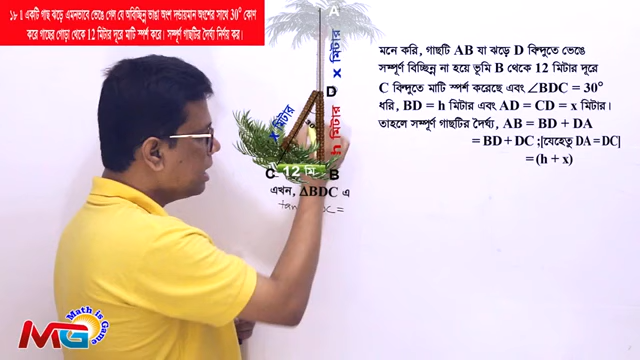 ১৮। একটি গাছ ঝড়ে এমনভাবে ভেঙে গেল যে অবিচ্ছিন্ন ভাঙা অংশ দন্ডায়মান অংশের সাথে 30° কোণ
করে গাছের গোড়া থেকে 12 মিটার দূরে মাটি স্পর্শ করে। সম্পূর্ণ গাছটির দৈর্ঘ্য নির্ণয় কর।
A
x মিটার
D
x মিটার
h মিটার
C
12 মি.
B
এখন, ΔBDC এ
মনে করি, গাছটি AB যা ঝড়ে D বিন্দুতে ভেঙে
সম্পূর্ণ বিচ্ছিন্ন না হয়ে ভূমি B থেকে 12 মিটার দূরে
C বিন্দুতে মাটি স্পর্শ করেছে এবং ∠BDC = 30°
ধরি, BD = h মিটার এবং AD = CD = x মিটার।
তাহলে সম্পূর্ণ গাছটির দৈর্ঘ্য, AB = BD + DA
= BD + DC ;[যেহেতু DA = DC]
= (h + x)
MG
Math is Game